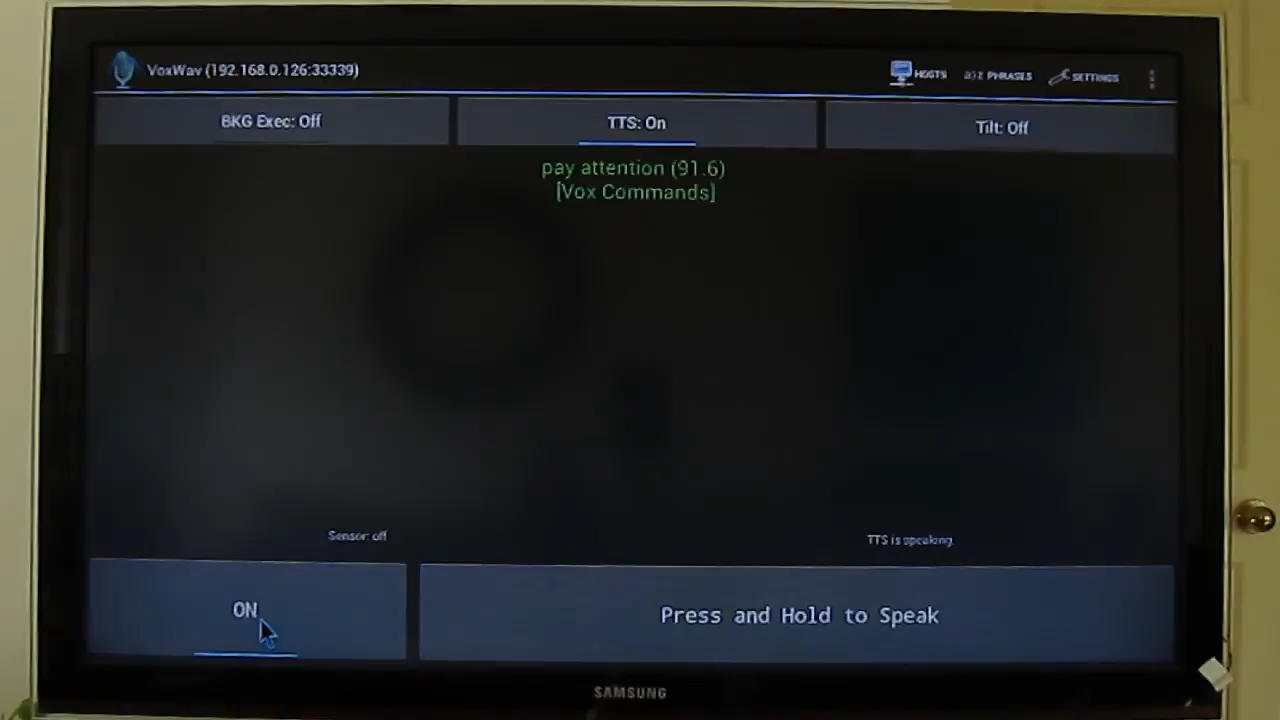 VoxWav (192.168.0.126:33339)
HOSTS
PHRASES
SETTINGS
BKG Exec: Off
TTS: On
Tilt: Off
pay attention (91.6)
[Vox Commands]
Sensor: off
TTS is speaking.
ON
Press and Hold to Speak
SAMSUNG